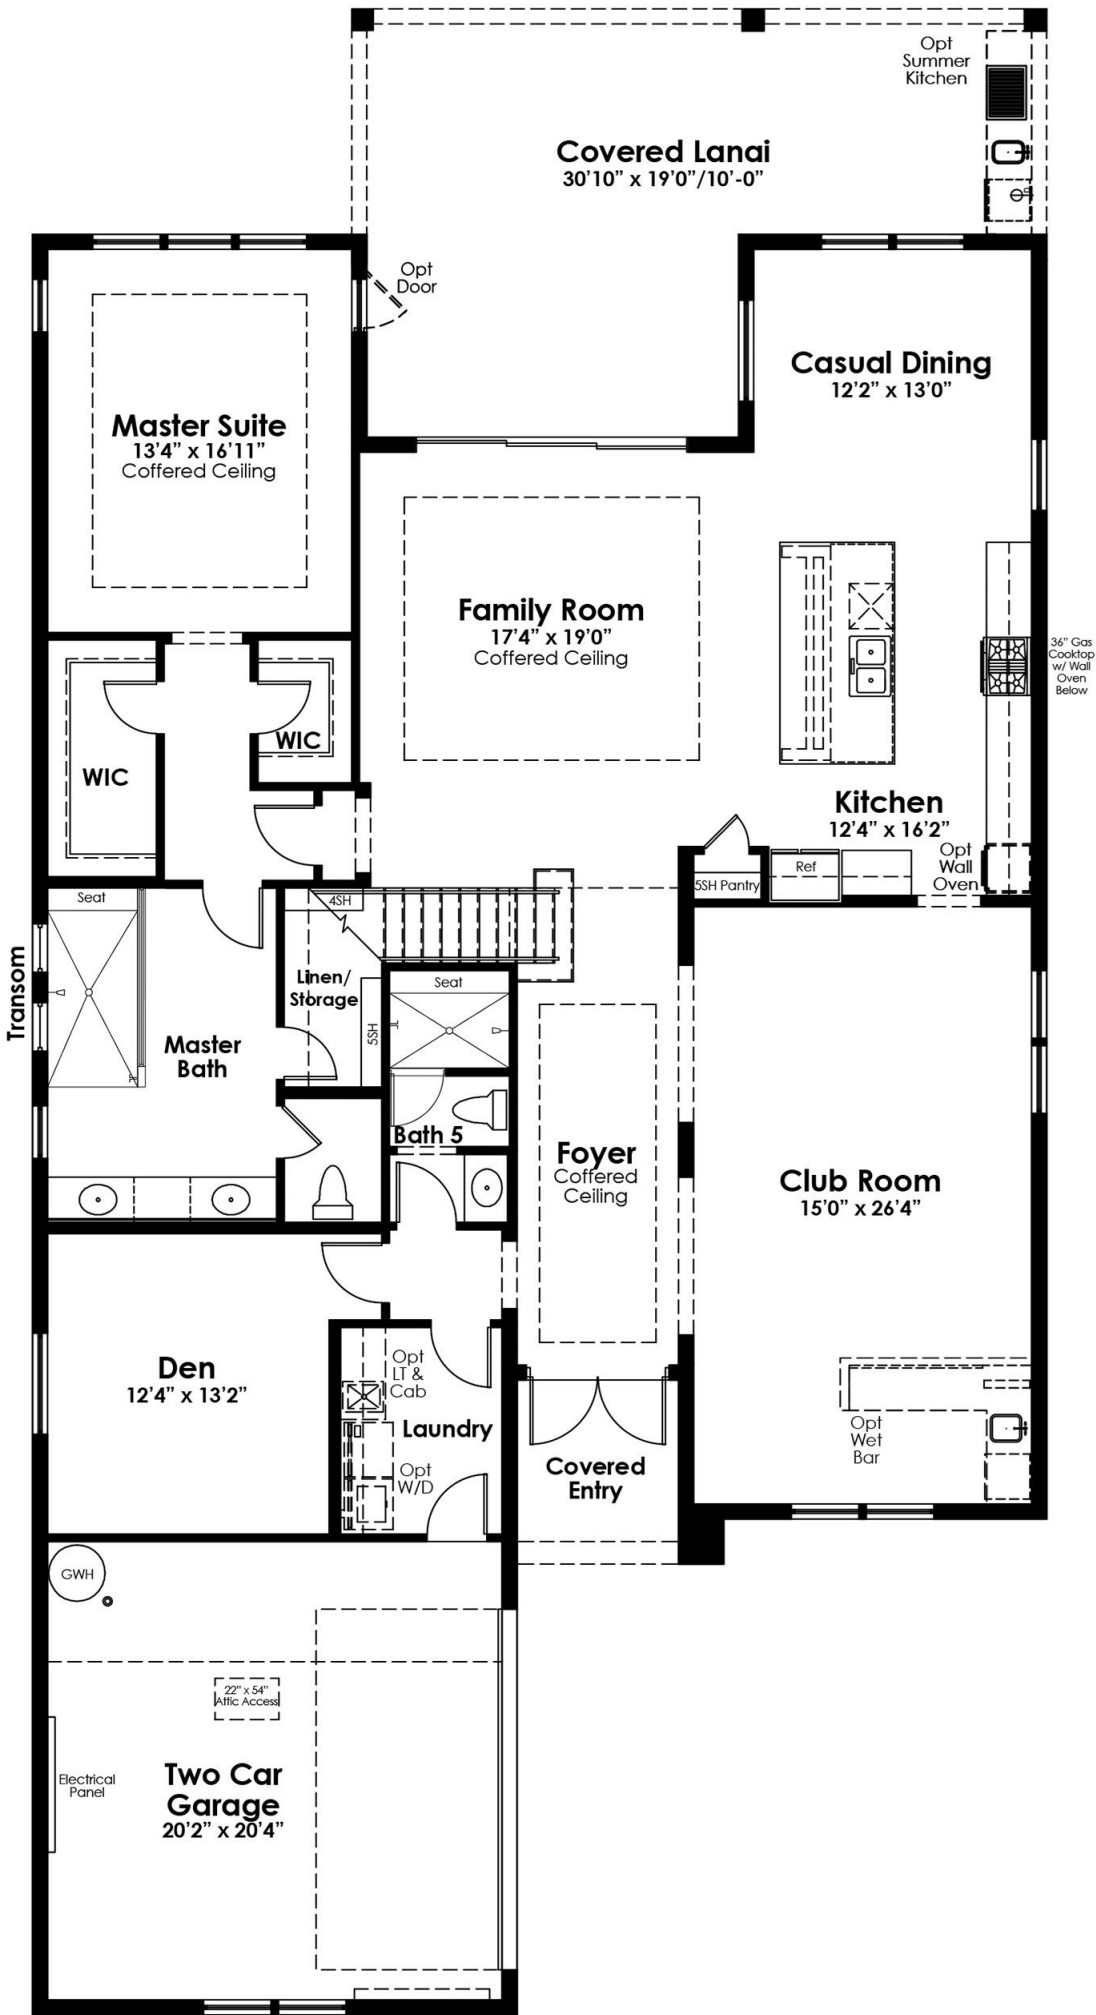 Opt
Summer
Kitchen
Covered Lanai
30'10" x 19'0"/10'-0"
Opt
Door
Casual Dining
12'2" x 13'0"
Master Suite
13'4" x 16'11"
Coffered Ceiling
Family Room
17'4" x 19'0"
Coffered Ceiling
36" Gas
Cooktop
w/ Wall
Oven
Below
WIC
WIC
Kitchen
12'4" x 16'2"
Opt
Wall
Oven
Ref
5SH Pantry
Seat
4SH
Linen/
Storage
5SH
Seat
Transom
Master
Bath
Bath 5
Foyer
Coffered
Ceiling
Club Room
15'0" x 26'4"
Den
12'4" x 13'2"
Opt
LT &
Cab
Laundry
Opt
W/D
Opt
Wet
Bar
Covered
Entry
GWH
22" x 54"
Attic Access
Electrical
Panel
Two Car
Garage
20'2" x 20'4"